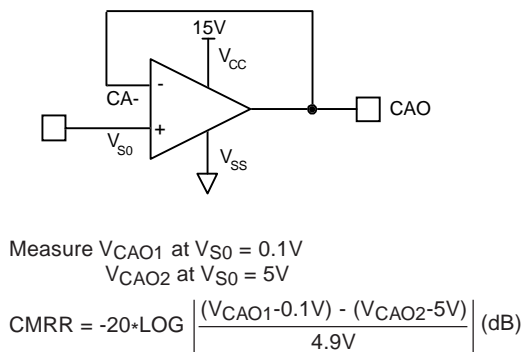 15V
VCC
-
CA-
CAO
VS0
+
VSS
Measure VCAO1 at VS0 = 0.1V
VCAO2 at VS0 = 5V
CMRR = -20*LOG | (VCAO1-0.1V) - (VCAO2-5V) / 4.9V | (dB)